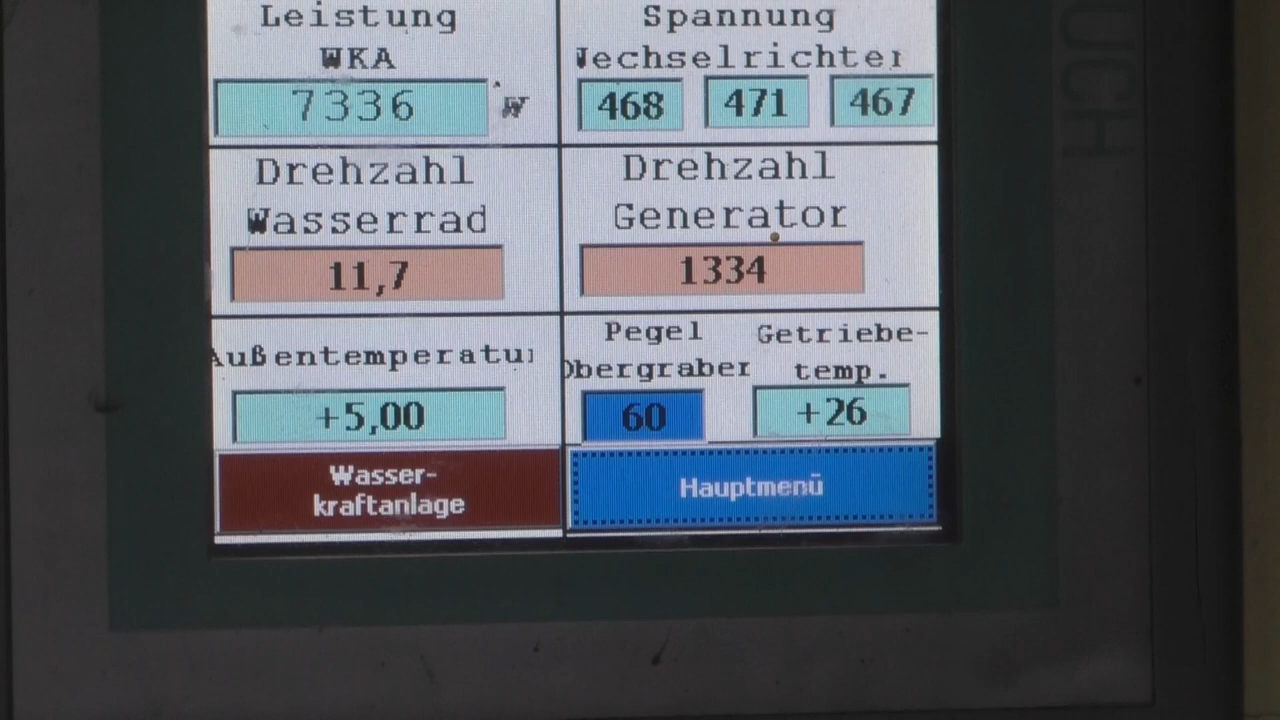 Leistung
WKA
7336 W
Spannung
Wechselrichter
468 471 467
Drehzahl
Wasserrad
11,7
Drehzahl
Generator
1334
Außentemperatur
+5,00
Pegel
Obergraben
60
Getriebe-
temp.
+26
Wasser-
kraftanlage
Hauptmenü
UCH